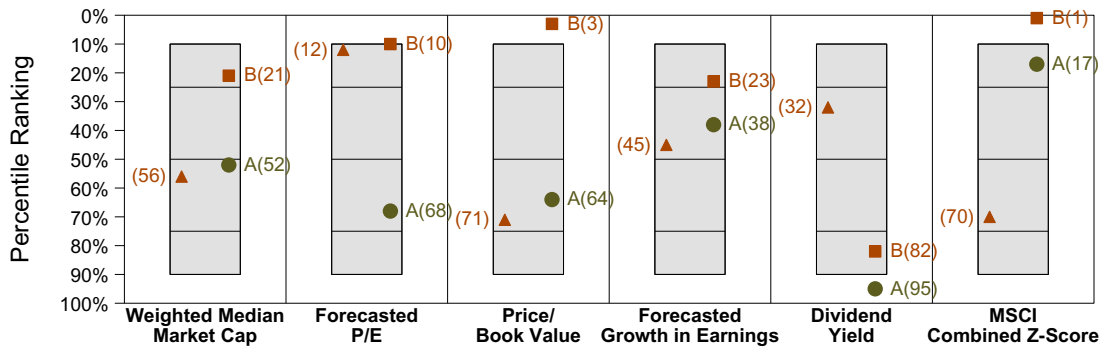 Percentile Ranking
0%
10%
20%
30%
40%
50%
60%
70%
80%
90%
100%
B(21)
(56)
A(52)
Weighted Median
Market Cap
(12)
B(10)
A(68)
Forecasted
P/E
B(3)
A(64)
(71)
Price/
Book Value
B(23)
A(38)
(45)
Forecasted
Growth in Earnings
(32)
B(82)
A(95)
Dividend
Yield
B(1)
A(17)
(70)
MSCI
Combined Z-Score